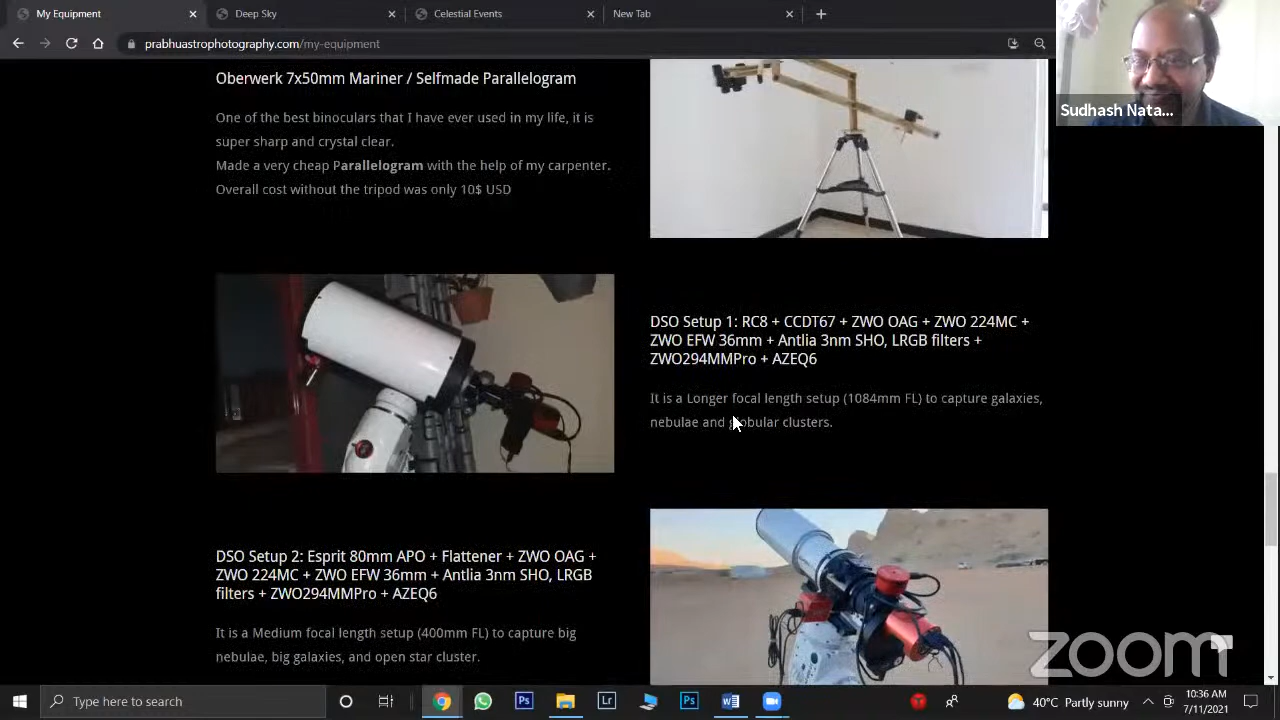 My Equipment
Deep Sky
Celestial Events
New Tab
prabhuastrophotography.com/my-equipment
Sudhash Nata...
Oberwerk 7x50mm Mariner / Selfmade Parallelogram
One of the best binoculars that I have ever used in my life, it is
super sharp and crystal clear.
Made a very cheap Parallelogram with the help of my carpenter.
Overall cost without the tripod was only 10$ USD
DSO Setup 1: RC8 + CCDT67 + ZWO OAG + ZWO 224MC +
ZWO EFW 36mm + Antlia 3nm SHO, LRGB filters +
ZWO294MMPro + AZEQ6
It is a Longer focal length setup (1084mm FL) to capture galaxies,
nebulae and globular clusters.
DSO Setup 2: Esprit 80mm APO + Flattener + ZWO OAG +
ZWO 224MC + ZWO EFW 36mm + Antlia 3nm SHO, LRGB
filters + ZWO294MMPro + AZEQ6
It is a Medium focal length setup (400mm FL) to capture big
nebulae, big galaxies, and open star cluster.
zoom
Type here to search
Ps
Lr
Ps
40°C Partly sunny
10:36 AM
7/11/2021